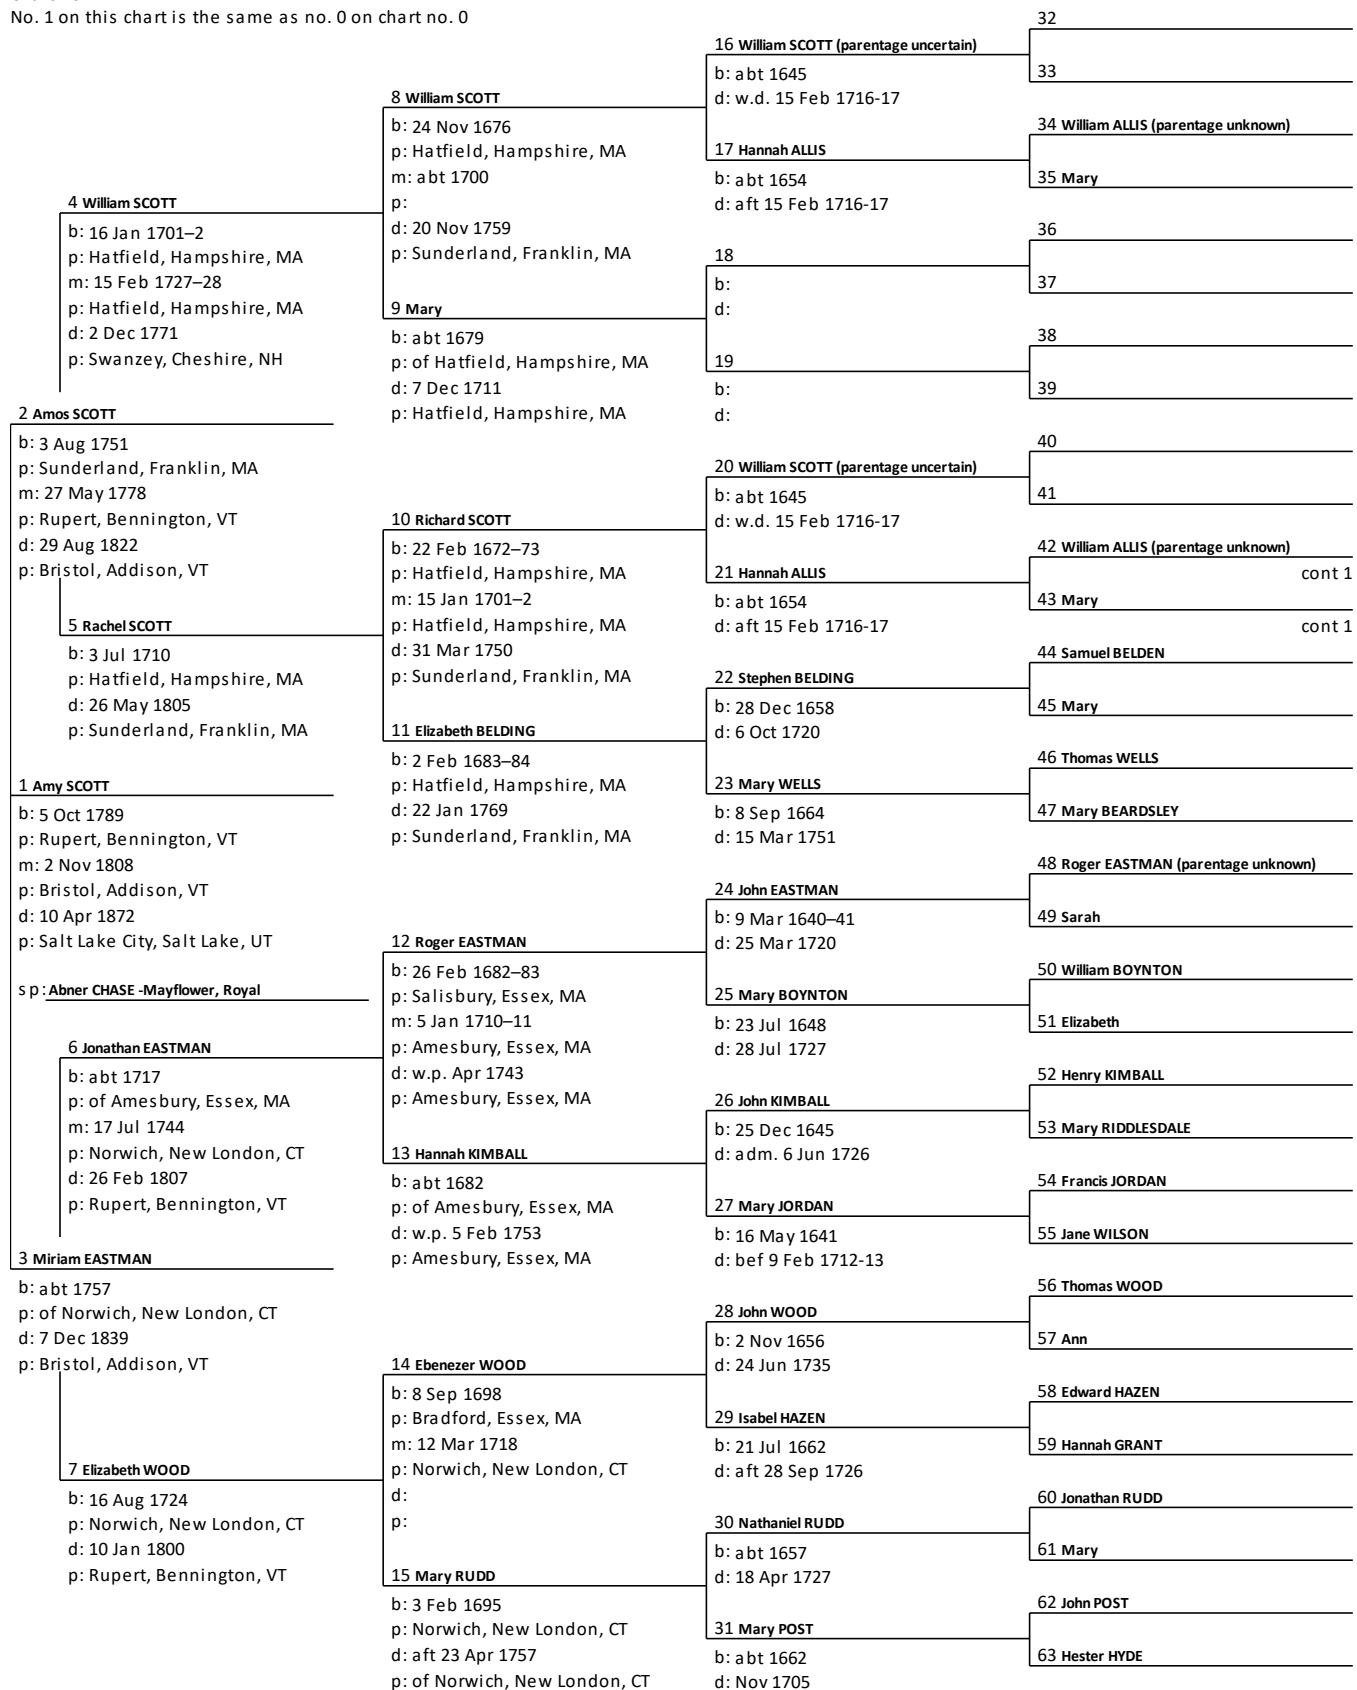 No. 1 on this chart is the same as no. 0 on chart no. 0
4 William SCOTT
b: 16 Jan 1701–2
p: Hatfield, Hampshire, MA
m: 15 Feb 1727–28
p: Hatfield, Hampshire, MA
d: 2 Dec 1771
p: Swanzey, Cheshire, NH
2 Amos SCOTT
b: 3 Aug 1751
p: Sunderland, Franklin, MA
m: 27 May 1778
p: Rupert, Bennington, VT
d: 29 Aug 1822
p: Bristol, Addison, VT
5 Rachel SCOTT
b: 3 Jul 1710
p: Hatfield, Hampshire, MA
d: 26 May 1805
p: Sunderland, Franklin, MA
1 Amy SCOTT
b: 5 Oct 1789
p: Rupert, Bennington, VT
m: 2 Nov 1808
p: Bristol, Addison, VT
d: 10 Apr 1872
p: Salt Lake City, Salt Lake, UT
sp: Abner CHASE -Mayflower, Royal
6 Jonathan EASTMAN
b: abt 1717
p: of Amesbury, Essex, MA
m: 17 Jul 1744
p: Norwich, New London, CT
d: 26 Feb 1807
p: Rupert, Bennington, VT
3 Miriam EASTMAN
b: abt 1757
p: of Norwich, New London, CT
d: 7 Dec 1839
p: Bristol, Addison, VT
7 Elizabeth WOOD
b: 16 Aug 1724
p: Norwich, New London, CT
d: 10 Jan 1800
p: Rupert, Bennington, VT
8 William SCOTT
b: 24 Nov 1676
p: Hatfield, Hampshire, MA
m: abt 1700
p:
d: 20 Nov 1759
p: Sunderland, Franklin, MA
9 Mary
b: abt 1679
p: of Hatfield, Hampshire, MA
d: 7 Dec 1711
p: Hatfield, Hampshire, MA
10 Richard SCOTT
b: 22 Feb 1672–73
p: Hatfield, Hampshire, MA
m: 15 Jan 1701–2
p: Hatfield, Hampshire, MA
d: 31 Mar 1750
p: Sunderland, Franklin, MA
11 Elizabeth BELDING
b: 2 Feb 1683–84
p: Hatfield, Hampshire, MA
d: 22 Jan 1769
p: Sunderland, Franklin, MA
12 Roger EASTMAN
b: 26 Feb 1682–83
p: Salisbury, Essex, MA
m: 5 Jan 1710–11
p: Amesbury, Essex, MA
d: w.p. Apr 1743
p: Amesbury, Essex, MA
13 Hannah KIMBALL
b: abt 1682
p: of Amesbury, Essex, MA
d: w.p. 5 Feb 1753
p: Amesbury, Essex, MA
14 Ebenezer WOOD
b: 8 Sep 1698
p: Bradford, Essex, MA
m: 12 Mar 1718
p: Norwich, New London, CT
d:
p:
15 Mary RUDD
b: 3 Feb 1695
p: Norwich, New London, CT
d: aft 23 Apr 1757
p: of Norwich, New London, CT
16 William SCOTT (parentage uncertain)
b: abt 1645
d: w.d. 15 Feb 1716-17
17 Hannah ALLIS
b: abt 1654
d: aft 15 Feb 1716-17
18
b:
d:
19
b:
d:
20 William SCOTT (parentage uncertain)
b: abt 1645
d: w.d. 15 Feb 1716-17
21 Hannah ALLIS
b: abt 1654
d: aft 15 Feb 1716-17
22 Stephen BELDING
b: 28 Dec 1658
d: 6 Oct 1720
23 Mary WELLS
b: 8 Sep 1664
d: 15 Mar 1751
24 John EASTMAN
b: 9 Mar 1640–41
d: 25 Mar 1720
25 Mary BOYNTON
b: 23 Jul 1648
d: 28 Jul 1727
26 John KIMBALL
b: 25 Dec 1645
d: adm. 6 Jun 1726
27 Mary JORDAN
b: 16 May 1641
d: bef 9 Feb 1712-13
28 John WOOD
b: 2 Nov 1656
d: 24 Jun 1735
29 Isabel HAZEN
b: 21 Jul 1662
d: aft 28 Sep 1726
30 Nathaniel RUDD
b: abt 1657
d: 18 Apr 1727
31 Mary POST
b: abt 1662
d: Nov 1705
32
33
34 William ALLIS (parentage unknown)
35 Mary
36
37
38
39
40
41
42 William ALLIS (parentage unknown)
cont 1
43 Mary
cont 1
44 Samuel BELDEN
45 Mary
46 Thomas WELLS
47 Mary BEARDSLEY
48 Roger EASTMAN (parentage unknown)
49 Sarah
50 William BOYNTON
51 Elizabeth
52 Henry KIMBALL
53 Mary RIDDLESDALE
54 Francis JORDAN
55 Jane WILSON
56 Thomas WOOD
57 Ann
58 Edward HAZEN
59 Hannah GRANT
60 Jonathan RUDD
61 Mary
62 John POST
63 Hester HYDE